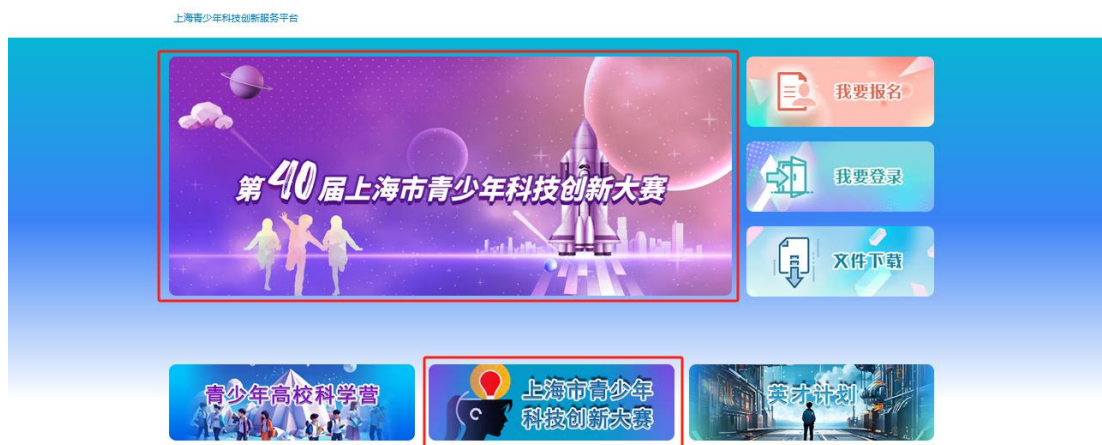 上海青少年科技创新服务平台
第40届上海市青少年科技创新大赛
我要报名
我要登录
文件下载
青少年高校科学营
上海市青少年
科技创新大赛
英才计划